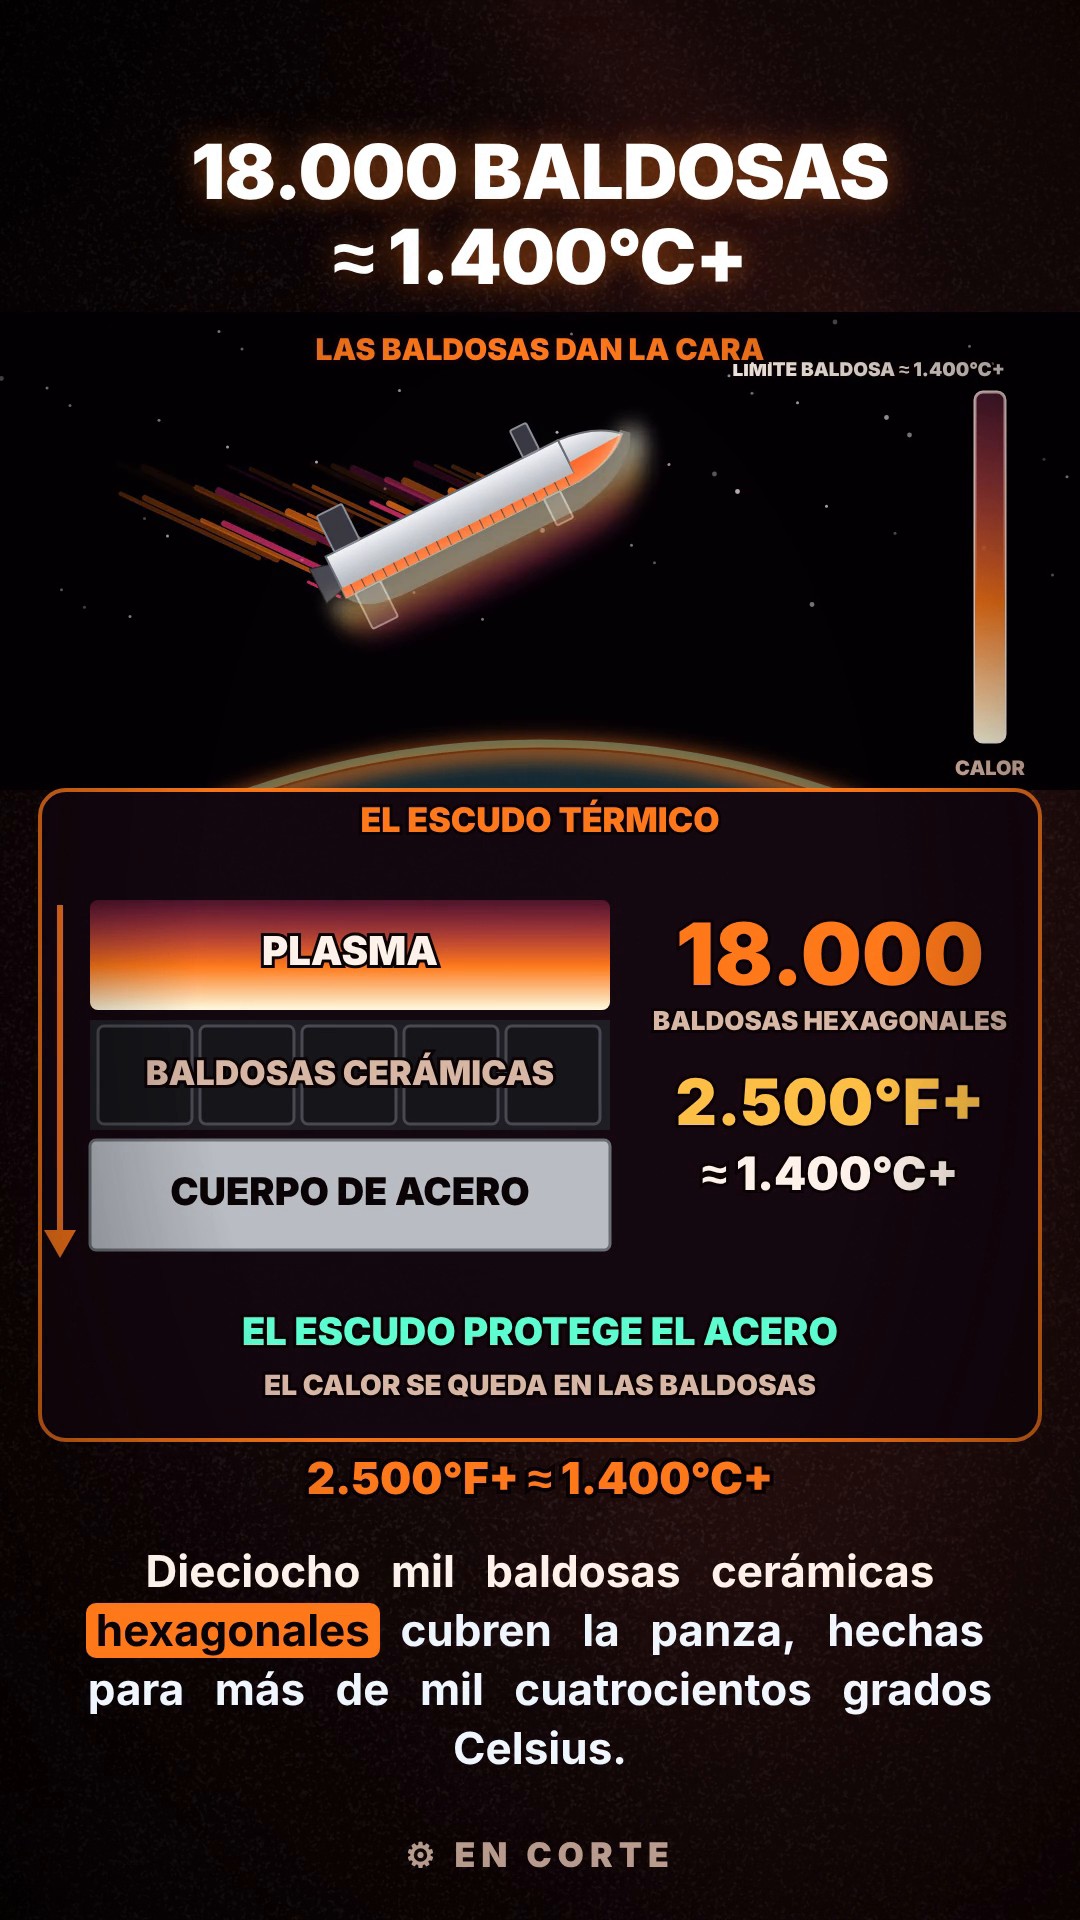 18.000 BALDOSAS
≈ 1.400°C+
LAS BALDOSAS DAN LA CARA
LÍMITE BALDOSA ≈ 1.400°C+
CALOR
EL ESCUDO TÉRMICO
PLASMA
BALDOSAS CERÁMICAS
CUERPO DE ACERO
18.000
BALDOSAS HEXAGONALES
2.500°F+
≈ 1.400°C+
EL ESCUDO PROTEGE EL ACERO
EL CALOR SE QUEDA EN LAS BALDOSAS
2.500°F+ ≈ 1.400°C+
Dieciocho mil baldosas cerámicas
hexagonales cubren la panza, hechas
para más de mil cuatrocientos grados
Celsius.
⚙ EN CORTE